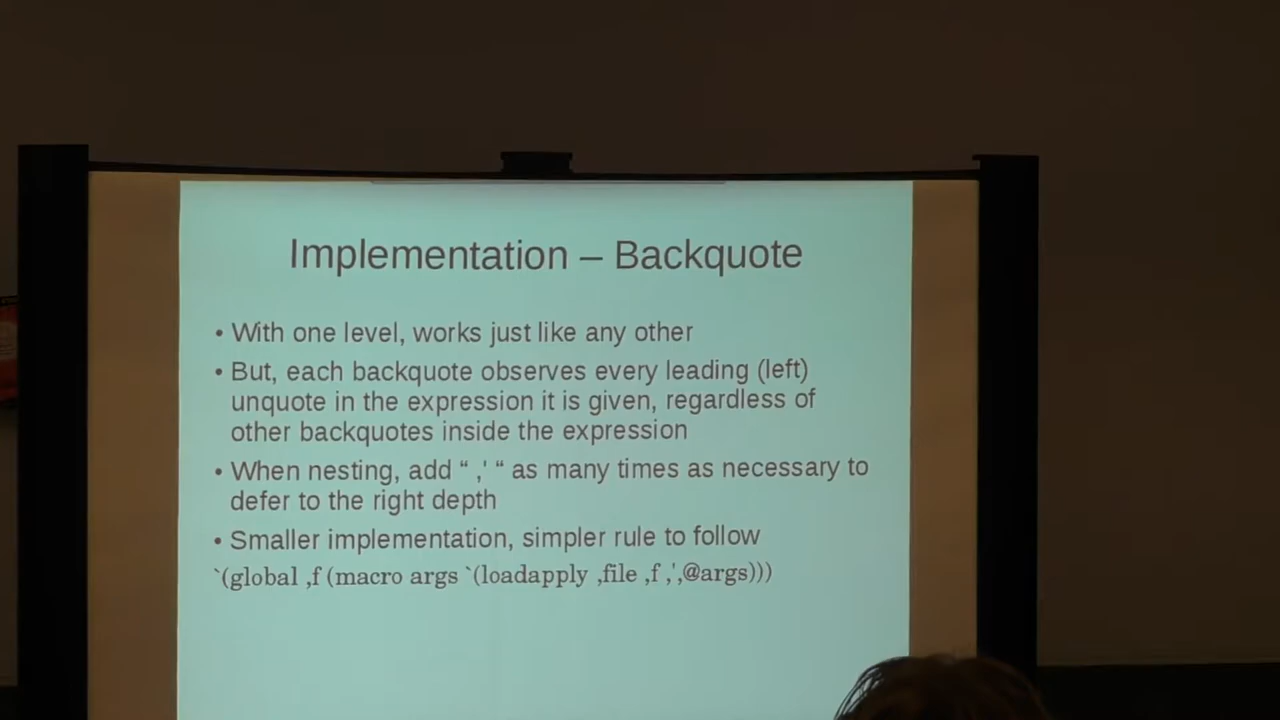 Implementation – Backquote
• With one level, works just like any other
• But, each backquote observes every leading (left)
unquote in the expression it is given, regardless of
other backquotes inside the expression
• When nesting, add “ ,' “ as many times as necessary to
defer to the right depth
• Smaller implementation, simpler rule to follow
`(global ,f (macro args `(loadapply ,file ,f ,',@args)))